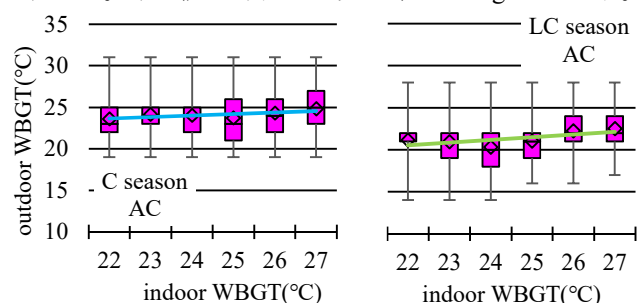 35
30
25
20
15
10
outdoor WBGT(℃)
C season
AC
22 23 24 25 26 27
indoor WBGT(℃)
LC season
AC
22 23 24 25 26 27
indoor WBGT(℃)